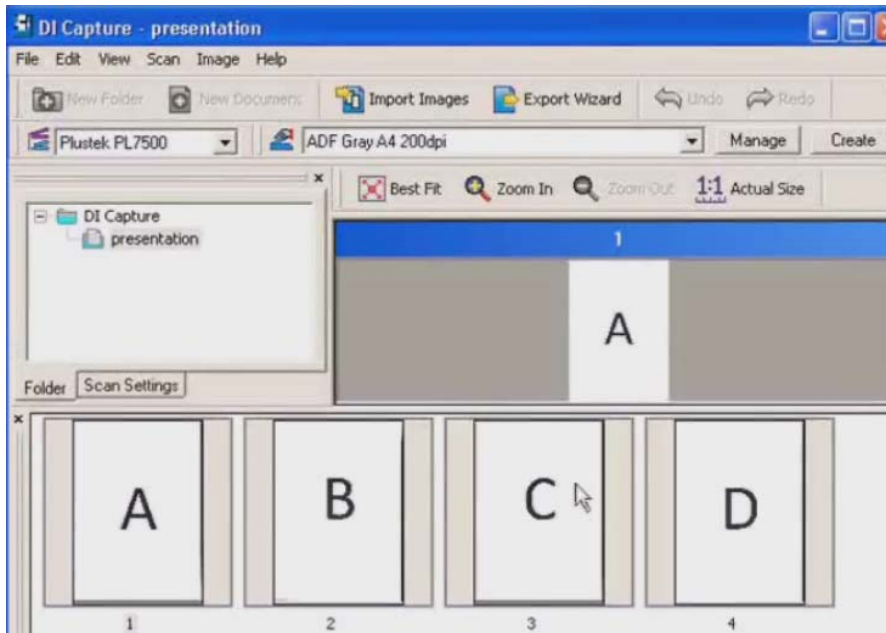 DI Capture - presentation
File Edit View Scan Image Help
New Folder New Document Import Images Export Wizard Undo Redo
Plustek PL7500 ADF Gray A4 200dpi Manage Create
Best Fit Zoom In Zoom Out 1:1 Actual Size
DI Capture
presentation
1
A
Folder Scan Settings
A B C D
1 2 3 4